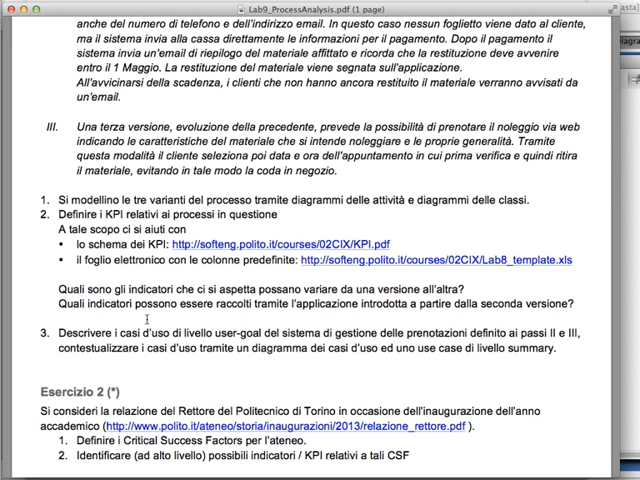 Lab9_ProcessAnalysis.pdf (1 page)
anche del numero di telefono e dell'indirizzo email. In questo caso nessun foglietto viene dato al cliente,
ma il sistema invia alla cassa direttamente le informazioni per il pagamento. Dopo il pagamento il
sistema invia un'email di riepilogo del materiale affittato e ricorda che la restituzione deve avvenire
entro il 1 Maggio. La restituzione del materiale viene segnata sull'applicazione.
All'avvicinarsi della scadenza, i clienti che non hanno ancora restituito il materiale verranno avvisati da
un'email.
III. Una terza versione, evoluzione della precedente, prevede la possibilità di prenotare il noleggio via web
indicando le caratteristiche del materiale che si intende noleggiare e le proprie generalità. Tramite
questa modalità il cliente seleziona poi data e ora dell'appuntamento in cui prima verifica e quindi ritira
il materiale, evitando in tale modo la coda in negozio.
1. Si modellino le tre varianti del processo tramite diagrammi delle attività e diagrammi delle classi.
2. Definire i KPI relativi ai processi in questione
A tale scopo ci si aiuti con
• lo schema dei KPI: http://softeng.polito.it/courses/02CIX/KPI.pdf
• il foglio elettronico con le colonne predefinite: http://softeng.polito.it/courses/02CIX/Lab8_template.xls
Quali sono gli indicatori che ci si aspetta possano variare da una versione all'altra?
Quali indicatori possono essere raccolti tramite l'applicazione introdotta a partire dalla seconda versione?
3. Descrivere i casi d'uso di livello user-goal del sistema di gestione delle prenotazioni definito ai passi II e III,
contestualizzare i casi d'uso tramite un diagramma dei casi d'uso ed uno use case di livello summary.
Esercizio 2 (*)
Si consideri la relazione del Rettore del Politecnico di Torino in occasione dell'inaugurazione dell'anno
accademico (http://www.polito.it/ateneo/storia/inaugurazioni/2013/relazione_rettore.pdf ).
1. Definire i Critical Success Factors per l'ateneo.
2. Identificare (ad alto livello) possibili indicatori / KPI relativi a tali CSF